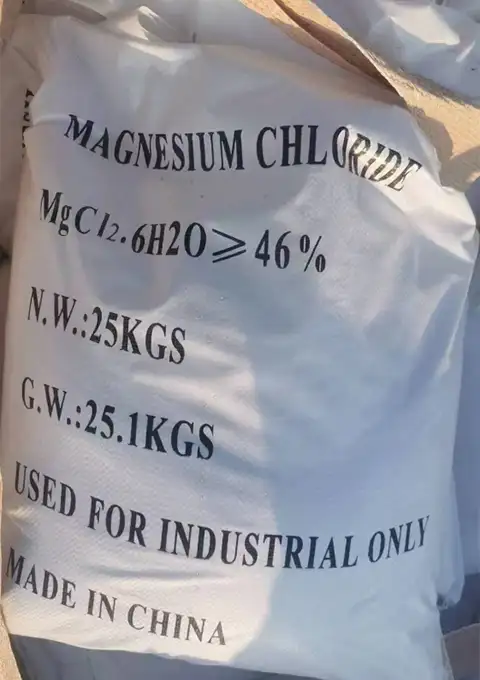 MAGNESIUM CHLORIDE
MgCl2.6H2O⩾46%
N.W.:25KGS
G.W.:25.1KGS
USED FOR INDUSTRIAL ONLY
MADE IN CHINA